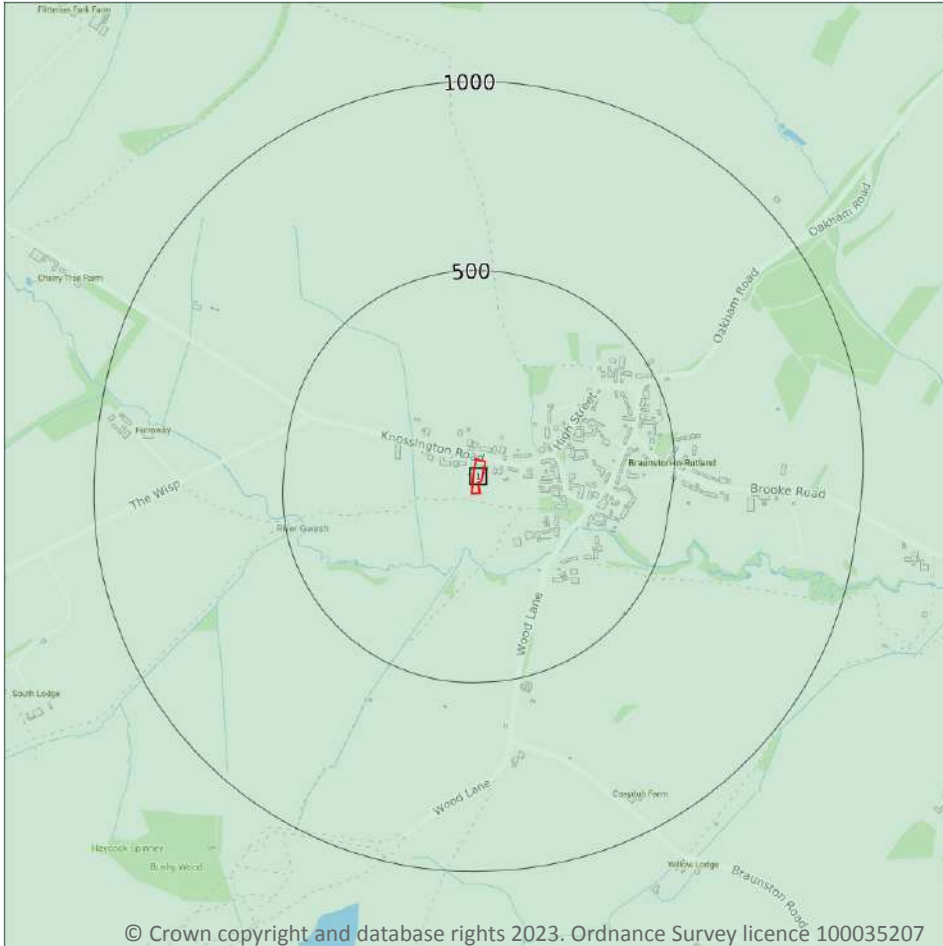 Flitteriss Park Farm
1000
Oakham Road
Cherry Tree Farm
500
Oakham Road
High Street
Knossington Road
Braunston-in-Rutland
1
Brooke Road
The Wisp
River Gwash
Wood Lane
South Lodge
Wood Lane
Haycock Spinney
Bushy Wood
Willow Lodge
Braunston Road
© Crown copyright and database rights 2023. Ordnance Survey licence 100035207